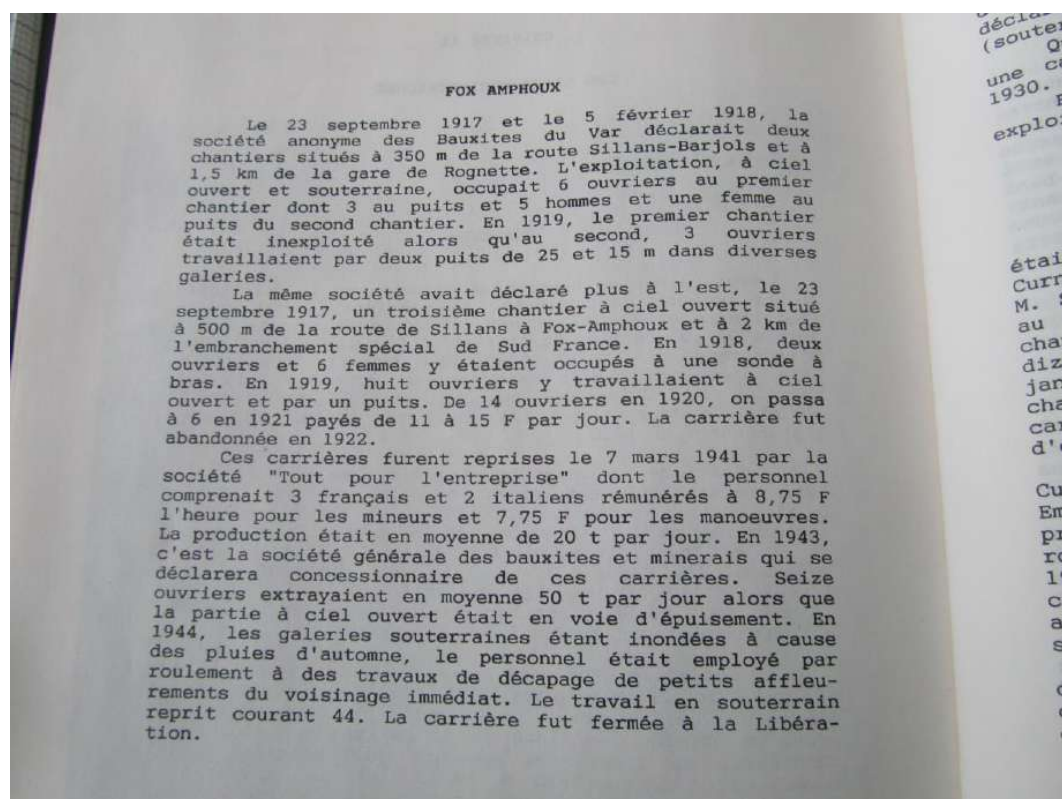 FOX AMPHOUX
Le 23 septembre 1917 et le 5 février 1918, la
société anonyme des Bauxites du Var déclarait deux
chantiers situés à 350 m de la route Sillans-Barjols et à
1,5 km de la gare de Rognette. L'exploitation, à ciel
ouvert et souterraine, occupait 6 ouvriers au premier
chantier dont 3 au puits et 5 hommes et une femme au
puits du second chantier. En 1919, le premier chantier
était inexploité alors qu'au second, 3 ouvriers
travaillaient par deux puits de 25 et 15 m dans diverses
galeries.
La même société avait déclaré plus à l'est, le 23
septembre 1917, un troisième chantier à ciel ouvert situé
à 500 m de la route de Sillans à Fox-Amphoux et à 2 km de
l'embranchement spécial de Sud France. En 1918, deux
ouvriers et 6 femmes y étaient occupés à une sonde à
bras. En 1919, huit ouvriers y travaillaient à ciel
ouvert et par un puits. De 14 ouvriers en 1920, on passa
à 6 en 1921 payés de 11 à 15 F par jour. La carrière fut
abandonnée en 1922.
Ces carrières furent reprises le 7 mars 1941 par la
société "Tout pour l'entreprise" dont le personnel
comprenait 3 français et 2 italiens rémunérés à 8,75 F
l'heure pour les mineurs et 7,75 F pour les manoeuvres.
La production était en moyenne de 20 t par jour. En 1943,
c'est la société générale des bauxites et minerais qui se
déclarera concessionnaire de ces carrières. Seize
ouvriers extrayaient en moyenne 50 t par jour alors que
la partie à ciel ouvert était en voie d'épuisement. En
1944, les galeries souterraines étant inondées à cause
des pluies d'automne, le personnel était employé par
roulement à des travaux de décapage de petits affleu-
rements du voisinage immédiat. Le travail en souterrain
reprit courant 44. La carrière fut fermée à la Libéra-
tion.
une
1930.
au